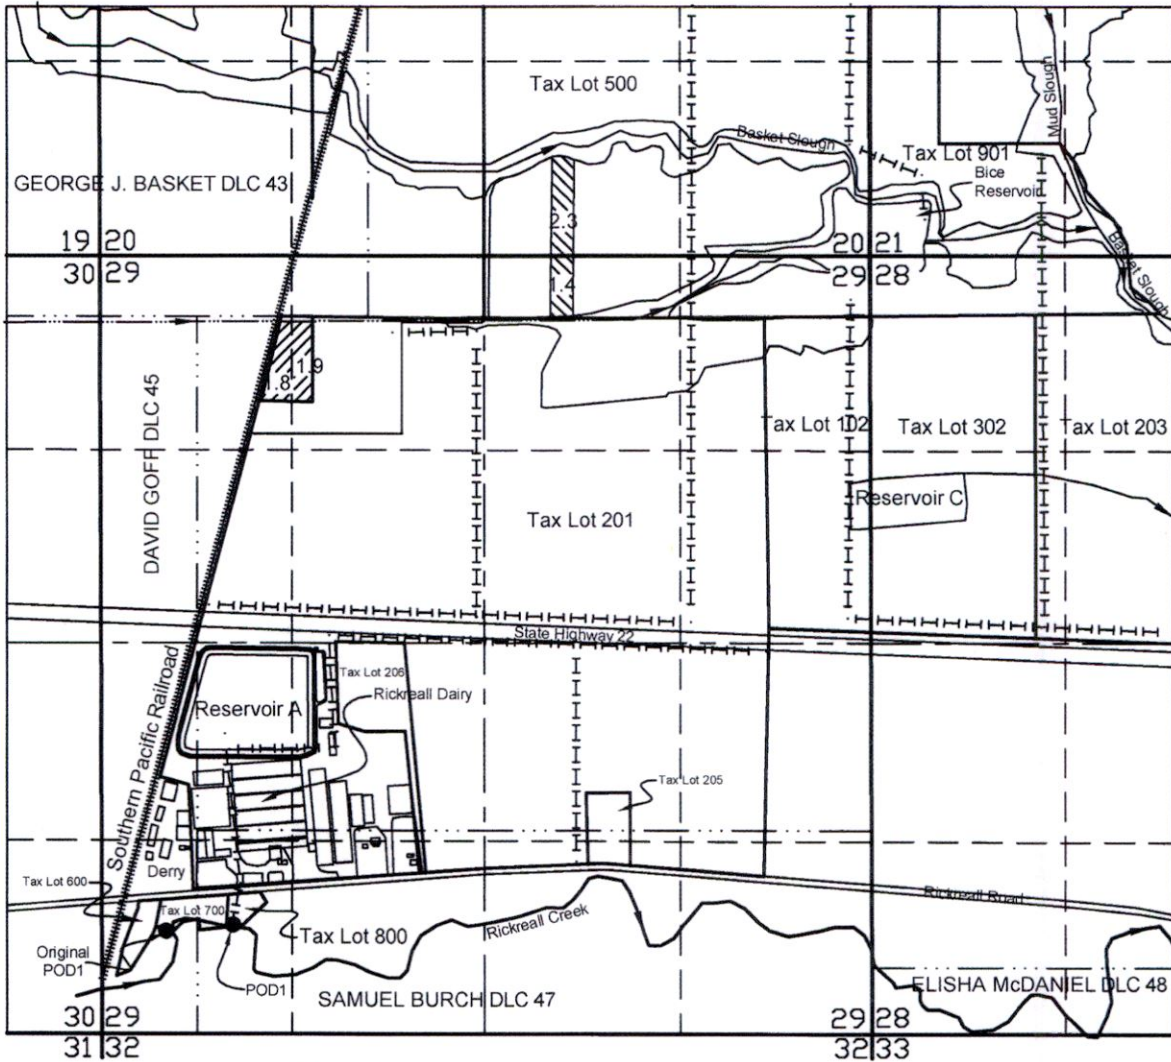 Tax Lot 500
Mud Slough
Basket Slough
Tax Lot 901
Bice
Reservoir
GEORGE J. BASKET DLC 43
2.3
19 20
20 21
Basket Slough
30 29
1.4
29 28
1.9
1.8
DAVID GOFF DLC 45
Tax Lot 102
Tax Lot 302
Tax Lot 203
Reservoir C
Tax Lot 201
State Highway 22
Southern Pacific Railroad
Tax Lot 206
Rickreall Dairy
Reservoir A
Tax Lot 205
Derry
Tax Lot 600
Rickreall Road
Tax Lot 700
Rickreall Creek
Tax Lot 800
Original
POD1
POD1
SAMUEL BURCH DLC 47
ELISHA McDANIEL DLC 48
30 29
29 28
31 32
32 33